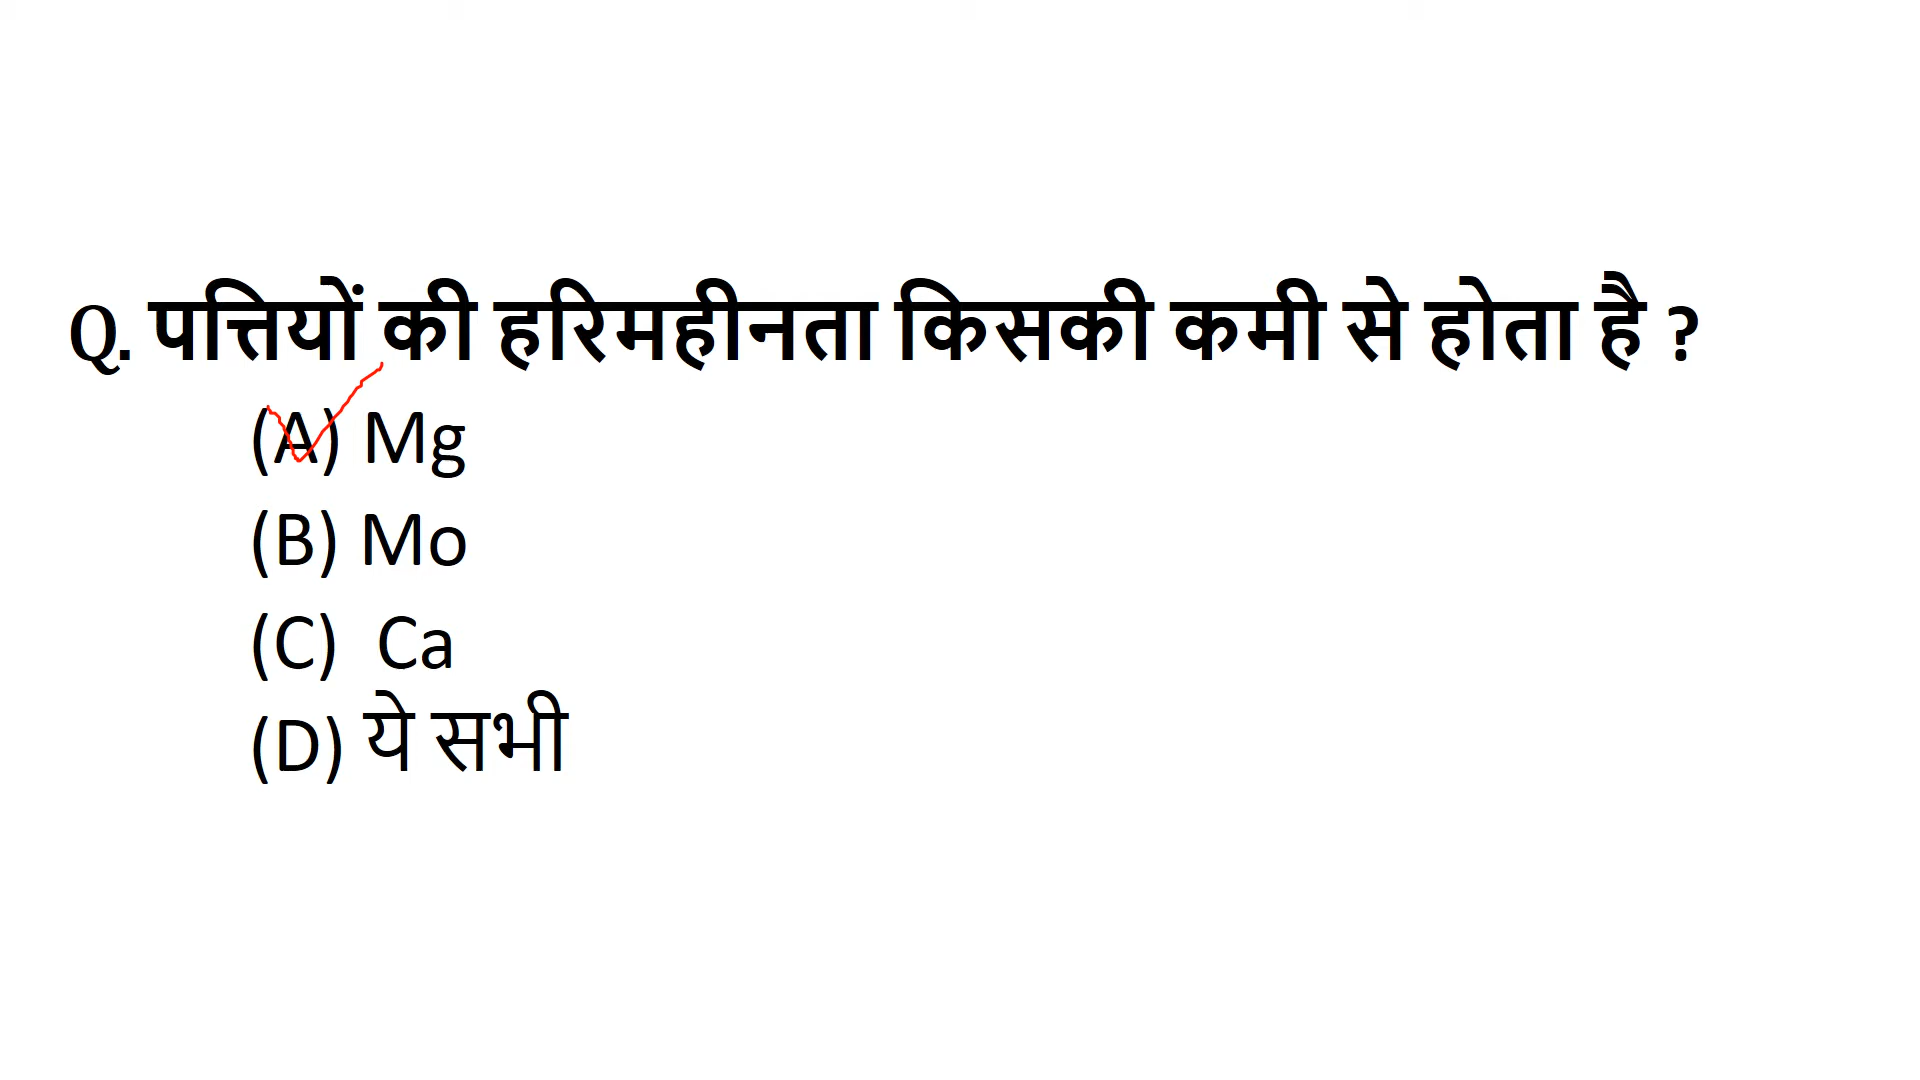 Q. पत्तियों की हरिमहीनता किसकी कमी से होता है ?
(A) Mg
(B) Mo
(C) Ca
(D) ये सभी